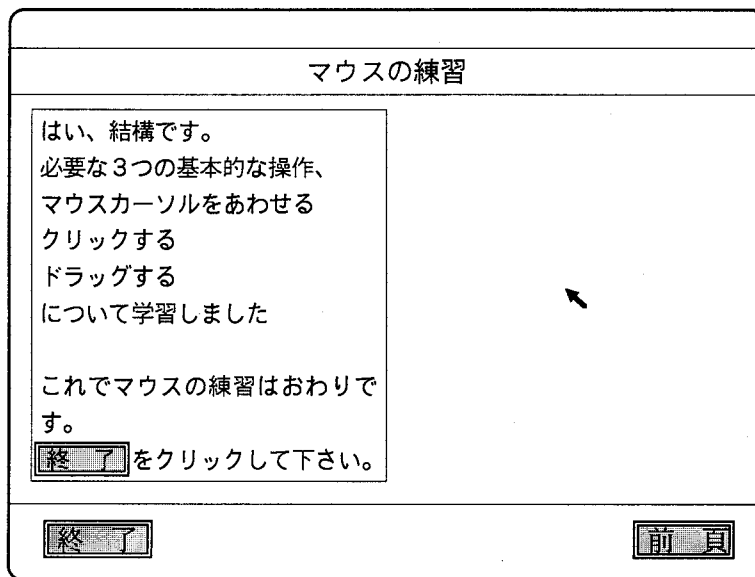 マウスの練習
はい、結構です。
必要な3つの基本的な操作、
マウスカーソルをあわせる
クリックする
ドラッグする
について学習しました
これでマウスの練習はおわりで
す。
終 了をクリックして下さい。
終 了
前 頁